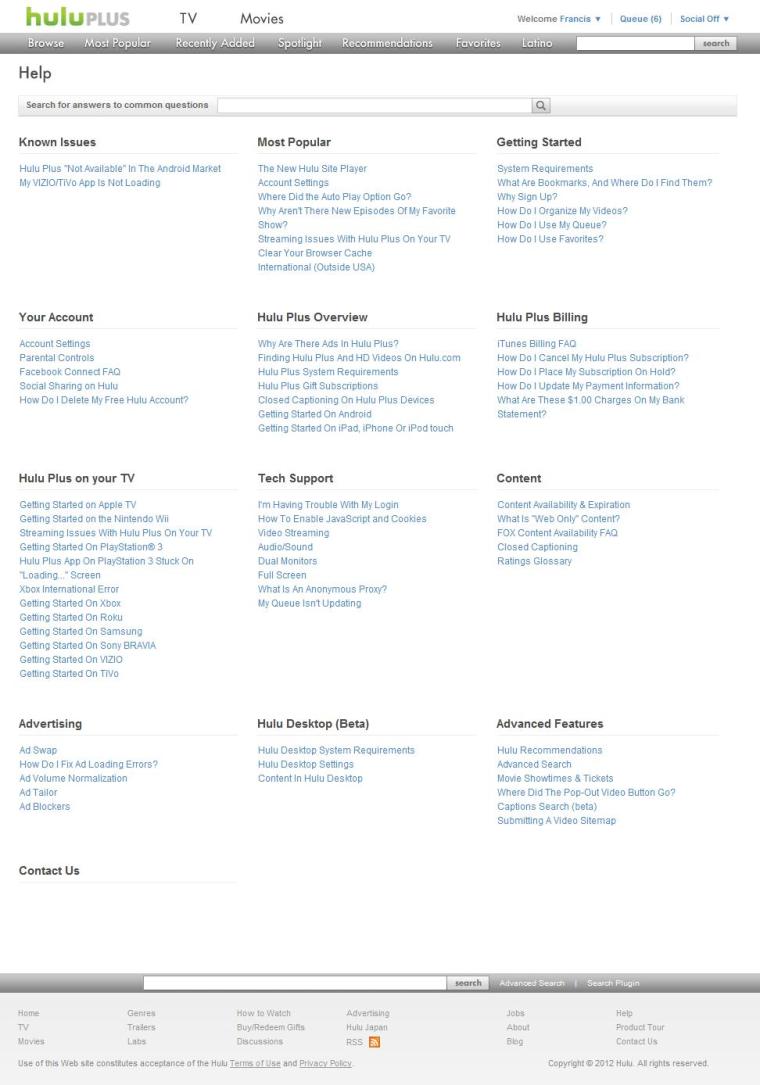 huluPLUS TV Movies Welcome Francis ▼ | Queue (6) | Social Off ▼
Browse Most Popular Recently Added Spotlight Recommendations Favorites Latino search
Help
Search for answers to common questions
Known Issues
Hulu Plus "Not Available" In The Android Market
My VIZIO/TiVo App Is Not Loading
Most Popular
The New Hulu Site Player
Account Settings
Where Did the Auto Play Option Go?
Why Aren't There New Episodes Of My Favorite
Show?
Streaming Issues With Hulu Plus On Your TV
Clear Your Browser Cache
International (Outside USA)
Getting Started
System Requirements
What Are Bookmarks, And Where Do I Find Them?
Why Sign Up?
How Do I Organize My Videos?
How Do I Use My Queue?
How Do I Use Favorites?
Your Account
Account Settings
Parental Controls
Facebook Connect FAQ
Social Sharing on Hulu
How Do I Delete My Free Hulu Account?
Hulu Plus Overview
Why Are There Ads In Hulu Plus?
Finding Hulu Plus And HD Videos On Hulu.com
Hulu Plus System Requirements
Hulu Plus Gift Subscriptions
Closed Captioning On Hulu Plus Devices
Getting Started On Android
Getting Started On iPad, iPhone Or iPod touch
Hulu Plus Billing
iTunes Billing FAQ
How Do I Cancel My Hulu Plus Subscription?
How Do I Place My Subscription On Hold?
How Do I Update My Payment Information?
What Are These $1.00 Charges On My Bank
Statement?
Hulu Plus on your TV
Getting Started on Apple TV
Getting Started on the Nintendo Wii
Streaming Issues With Hulu Plus On Your TV
Getting Started On PlayStation® 3
Hulu Plus App On PlayStation 3 Stuck On
"Loading..." Screen
Xbox International Error
Getting Started On Xbox
Getting Started On Roku
Getting Started On Samsung
Getting Started On Sony BRAVIA
Getting Started On VIZIO
Getting Started On TiVo
Tech Support
I'm Having Trouble With My Login
How To Enable JavaScript and Cookies
Video Streaming
Audio/Sound
Dual Monitors
Full Screen
What Is An Anonymous Proxy?
My Queue Isn't Updating
Content
Content Availability & Expiration
What Is "Web Only" Content?
FOX Content Availability FAQ
Closed Captioning
Ratings Glossary
Advertising
Ad Swap
How Do I Fix Ad Loading Errors?
Ad Volume Normalization
Ad Tailor
Ad Blockers
Hulu Desktop (Beta)
Hulu Desktop System Requirements
Hulu Desktop Settings
Content In Hulu Desktop
Advanced Features
Hulu Recommendations
Advanced Search
Movie Showtimes & Tickets
Where Did The Pop-Out Video Button Go?
Captions Search (beta)
Submitting A Video Sitemap
Contact Us
search Advanced Search | Search Plugin
Home Genres How to Watch Advertising Jobs Help
TV Trailers Buy/Redeem Gifts Hulu Japan About Product Tour
Movies Labs Discussions RSS Blog Contact Us
Use of this Web site constitutes acceptance of the Hulu Terms of Use and Privacy Policy. Copyright © 2012 Hulu. All rights reserved.